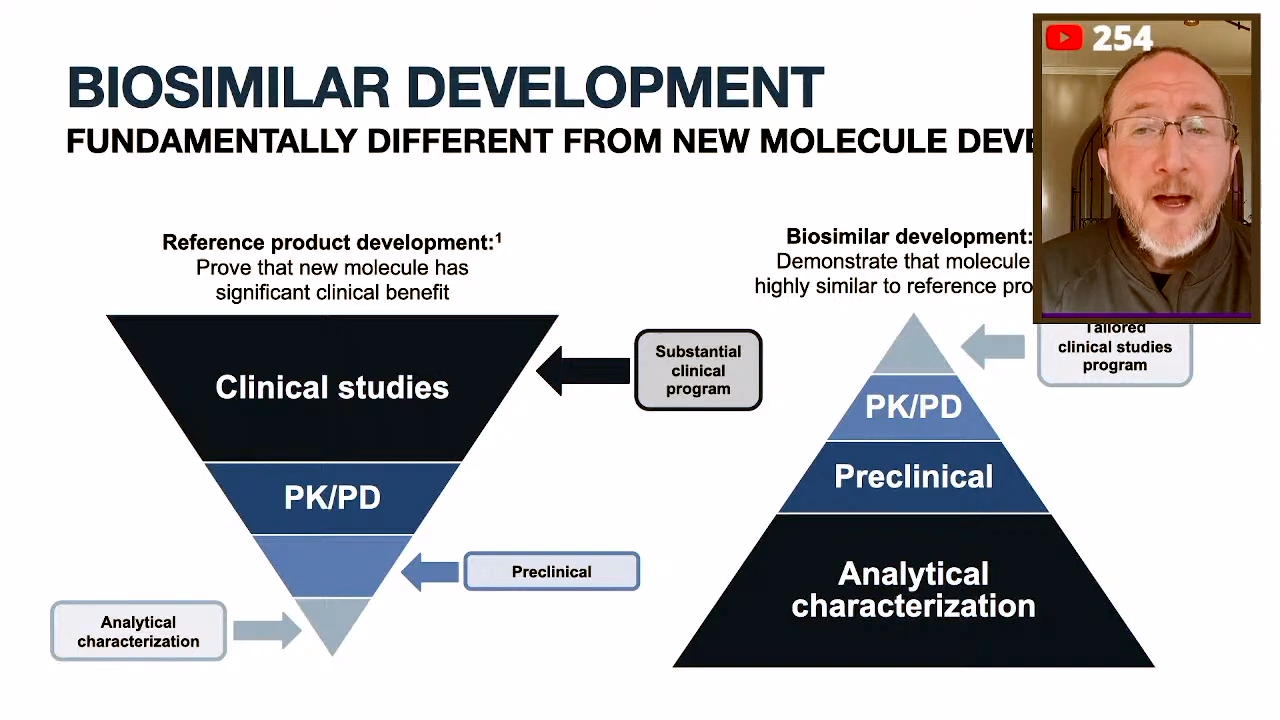 254
BIOSIMILAR DEVELOPMENT
FUNDAMENTALLY DIFFERENT FROM NEW MOLECULE
Reference product development:¹
Prove that new molecule has
significant clinical benefit
Clinical studies
PK/PD
Substantial
clinical
program
Preclinical
Analytical
characterization
Biosimilar development:
Demonstrate that molecule
highly similar to reference
Tailored
clinical studies
program
PK/PD
Preclinical
Analytical
characterization